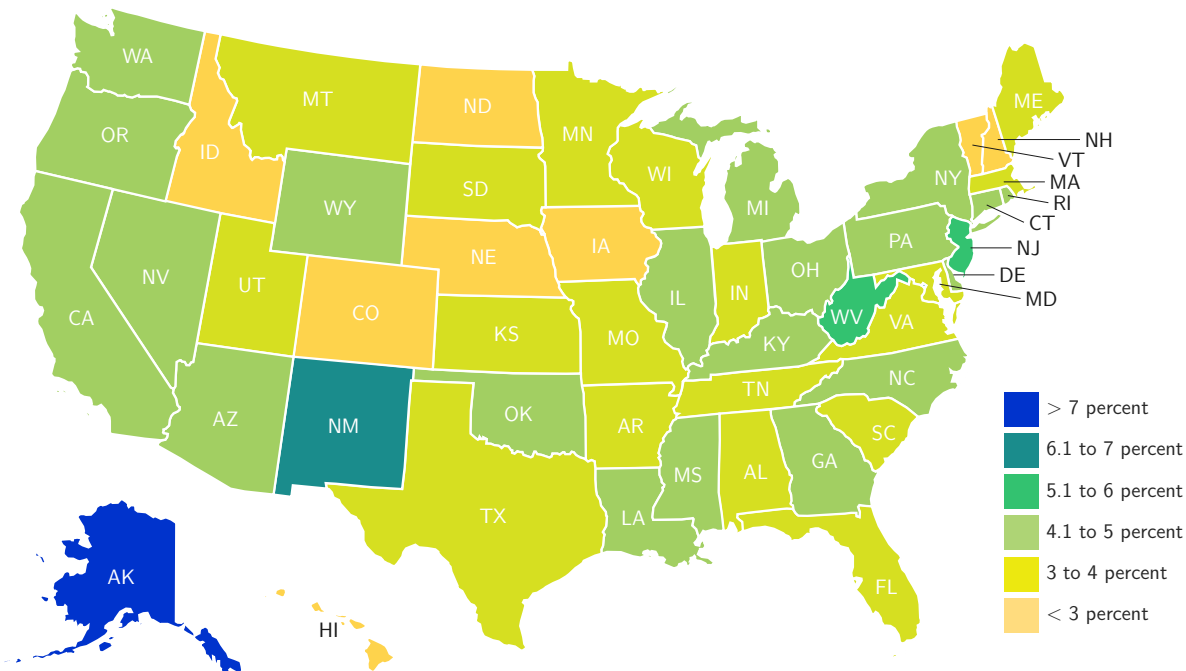 WA
MT
ND
MN
ME
OR
ID
NH
VT
WI
SD
NY
MA
WY
MI
RI
CT
IA
PA
NJ
NE
OH
NV
UT
DE
IL
IN
MD
CO
CA
WV
VA
KS
MO
KY
NC
TN
> 7 percent
OK
AZ
NM
AR
SC
6.1 to 7 percent
GA
AL
MS
5.1 to 6 percent
TX
LA
4.1 to 5 percent
AK
3 to 4 percent
FL
< 3 percent
HI